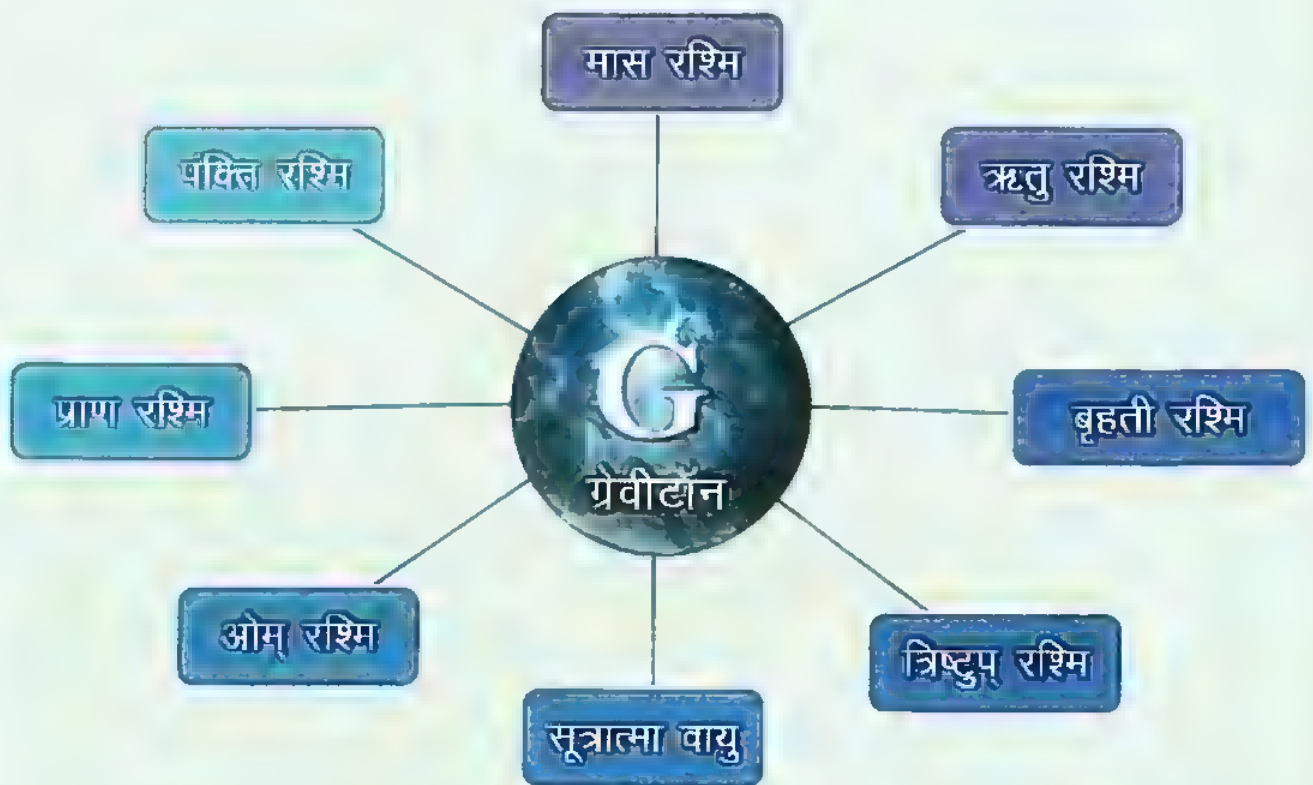 मास रश्मि
पंक्ति रश्मि
ऋतु रश्मि
प्राण रश्मि
G
ग्रेवीटॉन
बृहती रश्मि
ओम् रश्मि
त्रिष्टुप् रश्मि
सूत्रात्मा वायु